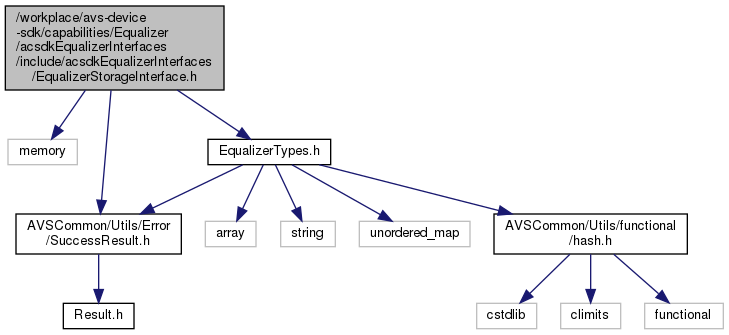 /workplace/avs-device
-sdk/capabilities/Equalizer
/acsdkEqualizerInterfaces
/include/acsdkEqualizerInterfaces
/EqualizerStorageInterface.h
memory
EqualizerTypes.h
AVSCommon/Utils/Error
/SuccessResult.h
array
string
unordered_map
AVSCommon/Utils/functional
/hash.h
Result.h
cstdlib
climits
functional